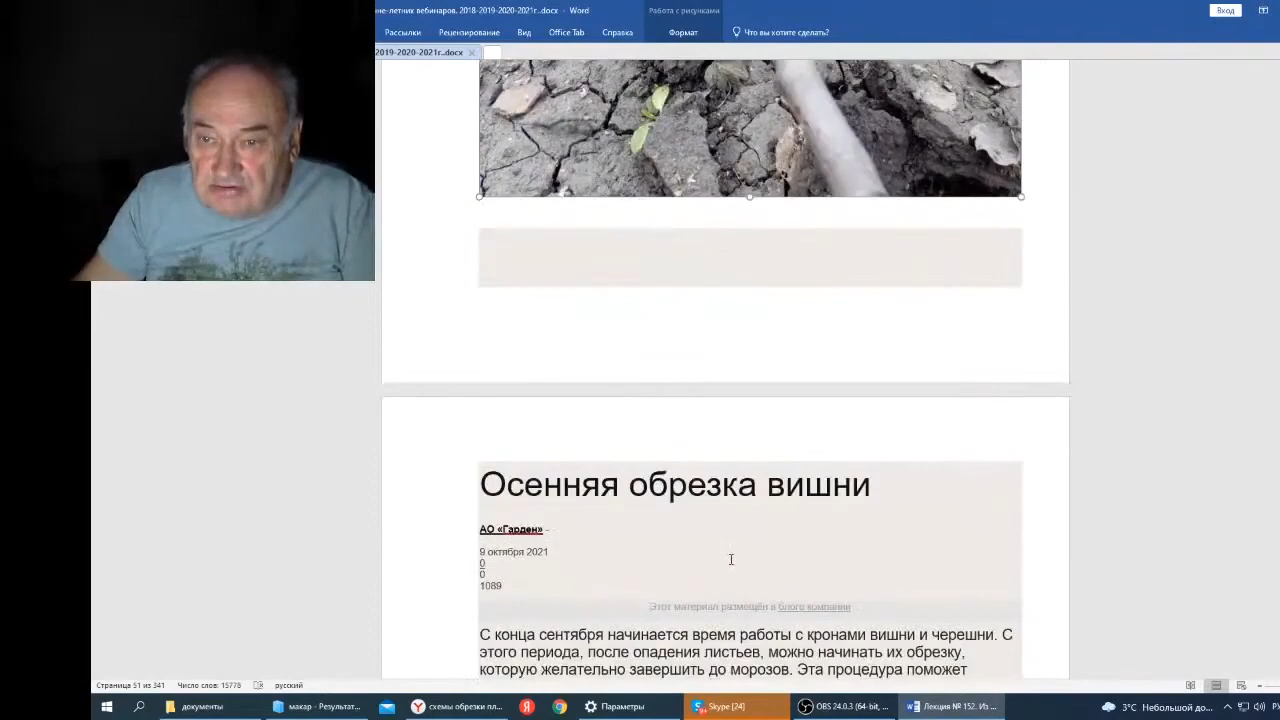 не-летних вебинаров. 2018-2019-2020-2021г..docx - Word
Работа с рисунками
Вход
Рассылки Рецензирование Вид Office Tab Справка Формат Что вы хотите сделать?
2019-2020-2021г..docx
Осенняя обрезка вишни
АО «Гарден» -
9 октября 2021
0
0
1089
Этот материал размещён в блоге компании
С конца сентября начинается время работы с кронами вишни и черешни. С
этого периода, после опадения листьев, можно начинать их обрезку,
которую желательно завершить до морозов. Эта процедура поможет
Страница 51 из 341 Число слов: 15778 русский
документы
макар - Результат...
схемы обрезки пл...
Я
Параметры
Skype [24]
OBS 24.0.3 (64-bit, ...
Лекция № 152. Из ...
3°C Небольшой до...